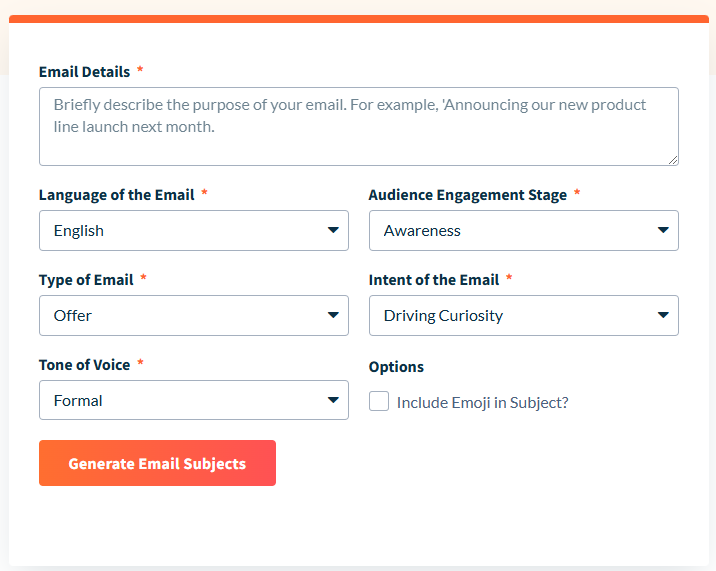 Email Details *
Briefly describe the purpose of your email. For example, 'Announcing our new product
line launch next month.
Language of the Email *
Audience Engagement Stage *
English
Awareness
Type of Email *
Intent of the Email *
Offer
Driving Curiosity
Tone of Voice *
Options
Formal
Include Emoji in Subject?
Generate Email Subjects